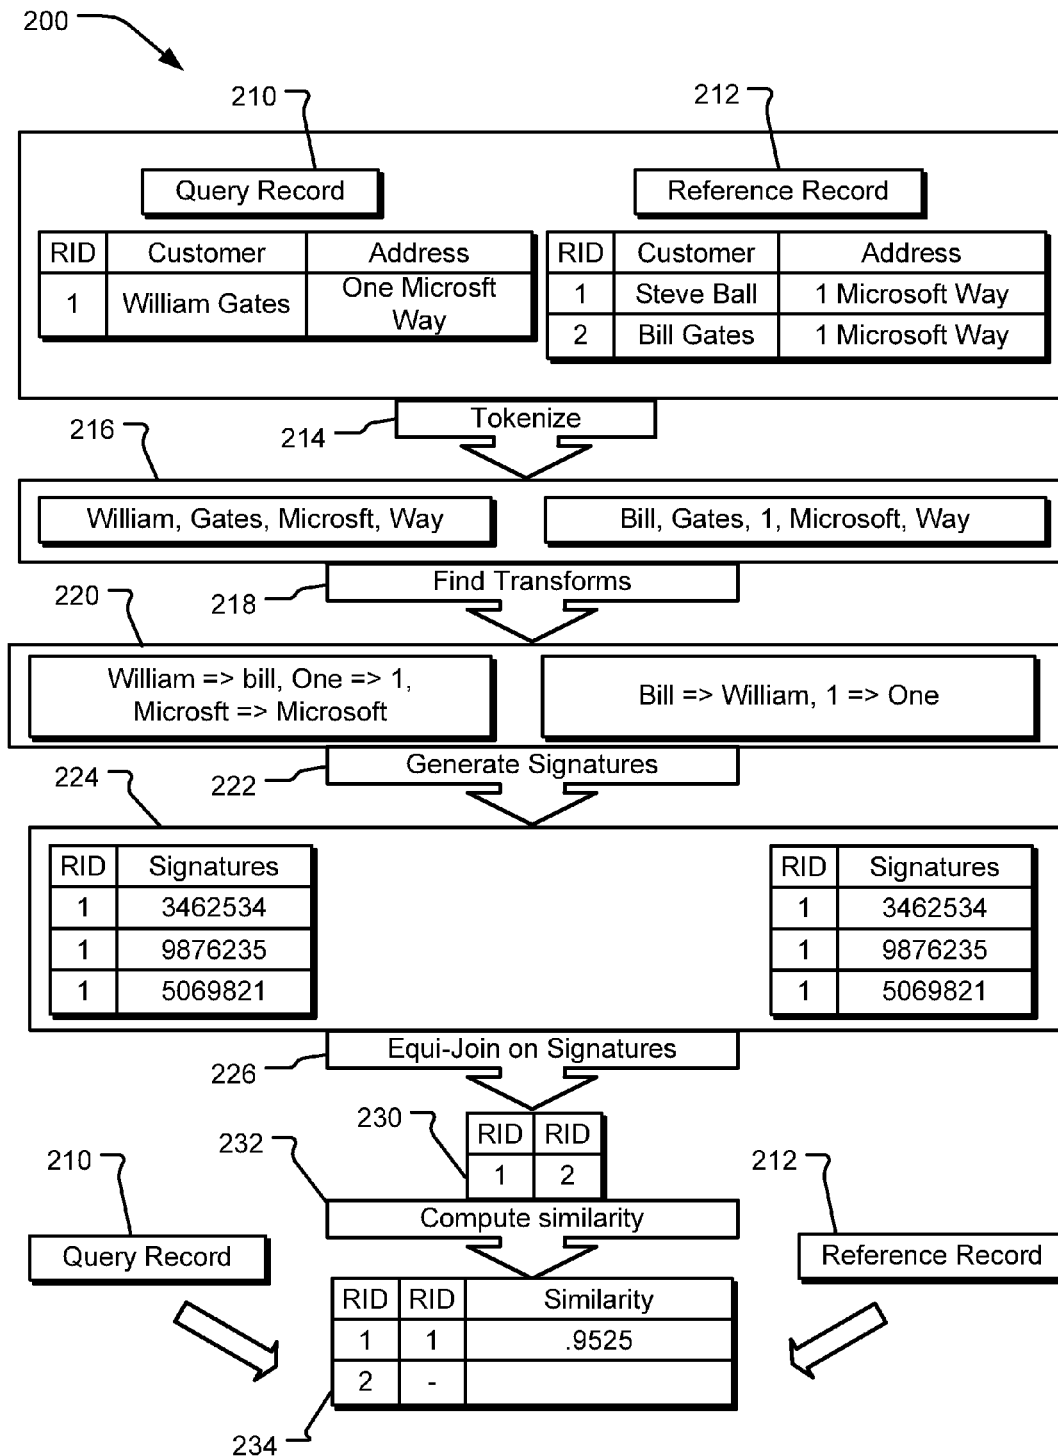 200
210
212
Query Record
Reference Record
RID Customer Address
1 William Gates One Microsft
Way
RID Customer Address
1 Steve Ball 1 Microsoft Way
2 Bill Gates 1 Microsoft Way
216
214
Tokenize
William, Gates, Microsft, Way
Bill, Gates, 1, Microsoft, Way
220
218
Find Transforms
William => bill, One => 1,
Microsft => Microsoft
Bill => William, 1 => One
224
222
Generate Signatures
RID Signatures
1 3462534
1 9876235
1 5069821
RID Signatures
1 3462534
1 9876235
1 5069821
226
Equi-Join on Signatures
230
RID RID
1 2
210
232
212
Compute similarity
Query Record
Reference Record
RID RID Similarity
1 1 .9525
2 -
234